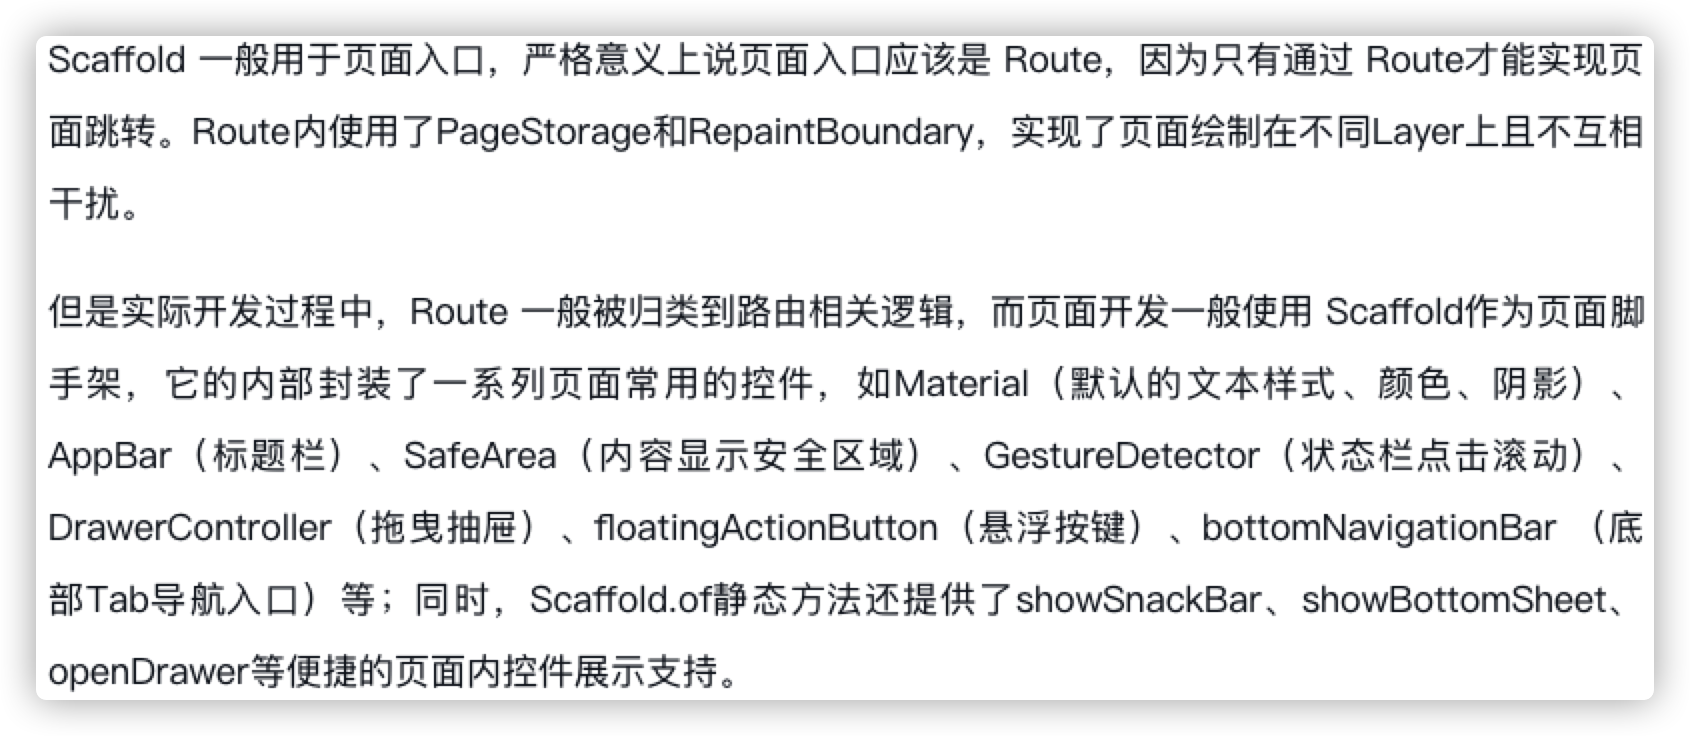 Scaffold 一般用于页面入口，严格意义上说页面入口应该是 Route，因为只有通过 Route才能实现页
面跳转。Route内使用了PageStorage和RepaintBoundary，实现了页面绘制在不同Layer上且不互相
干扰。
但是实际开发过程中，Route 一般被归类到路由相关逻辑，而页面开发一般使用 Scaffold作为页面脚
手架，它的内部封装了一系列页面常用的控件，如Material（默认的文本样式、颜色、阴影）、
AppBar（标题栏）、SafeArea（内容显示安全区域）、GestureDetector（状态栏点击滚动）、
DrawerController（拖曳抽屉）、floatingActionButton（悬浮按键）、bottomNavigationBar （底
部Tab导航入口）等；同时，Scaffold.of静态方法还提供了showSnackBar、showBottomSheet、
openDrawer等便捷的页面内控件展示支持。